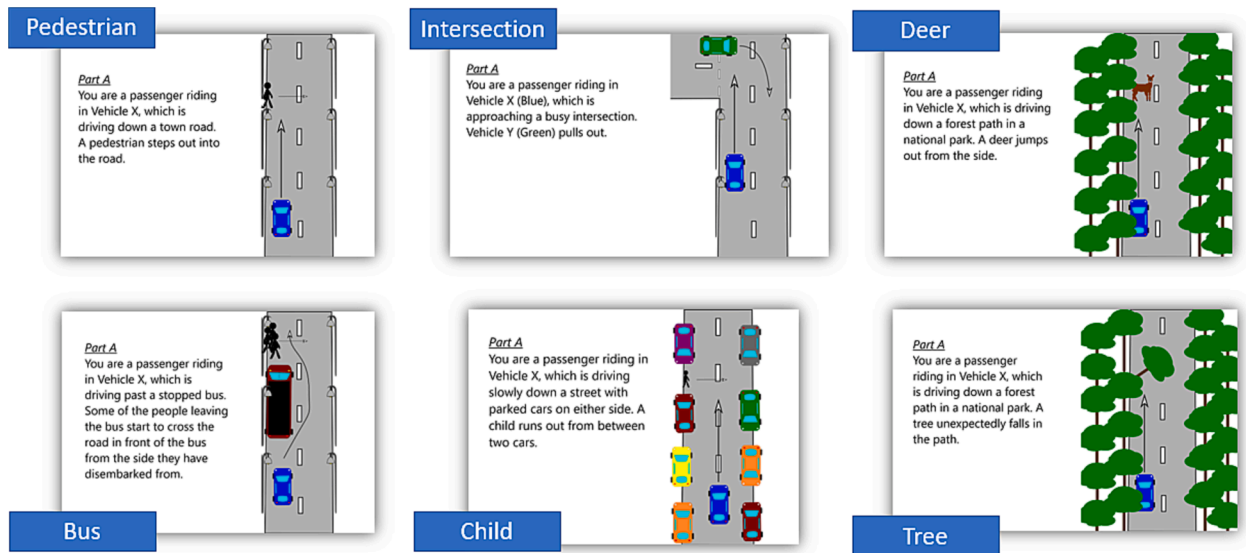 Pedestrian
Part A
You are a passenger riding
in Vehicle X, which is
driving down a town road.
A pedestrian steps out into
the road.
Intersection
Part A
You are a passenger riding in
Vehicle X (Blue), which is
approaching a busy intersection.
Vehicle Y (Green) pulls out.
Deer
Part A
You are a passenger riding
in Vehicle X, which is driving
down a forest path in a
national park. A deer jumps
out from the side.
Part A
You are a passenger riding
in Vehicle X, which is
driving past a stopped bus.
Some of the people leaving
the bus start to cross the
road in front of the bus
from the side they have
disembarked from.
Bus
Part A
You are a passenger riding in
Vehicle X, which is driving
slowly down a street with
parked cars on either side. A
child runs out from between
two cars.
Child
Part A
You are a passenger
riding in Vehicle X, which
is driving down a forest
path in a national park. A
tree unexpectedly falls in
the path.
Tree